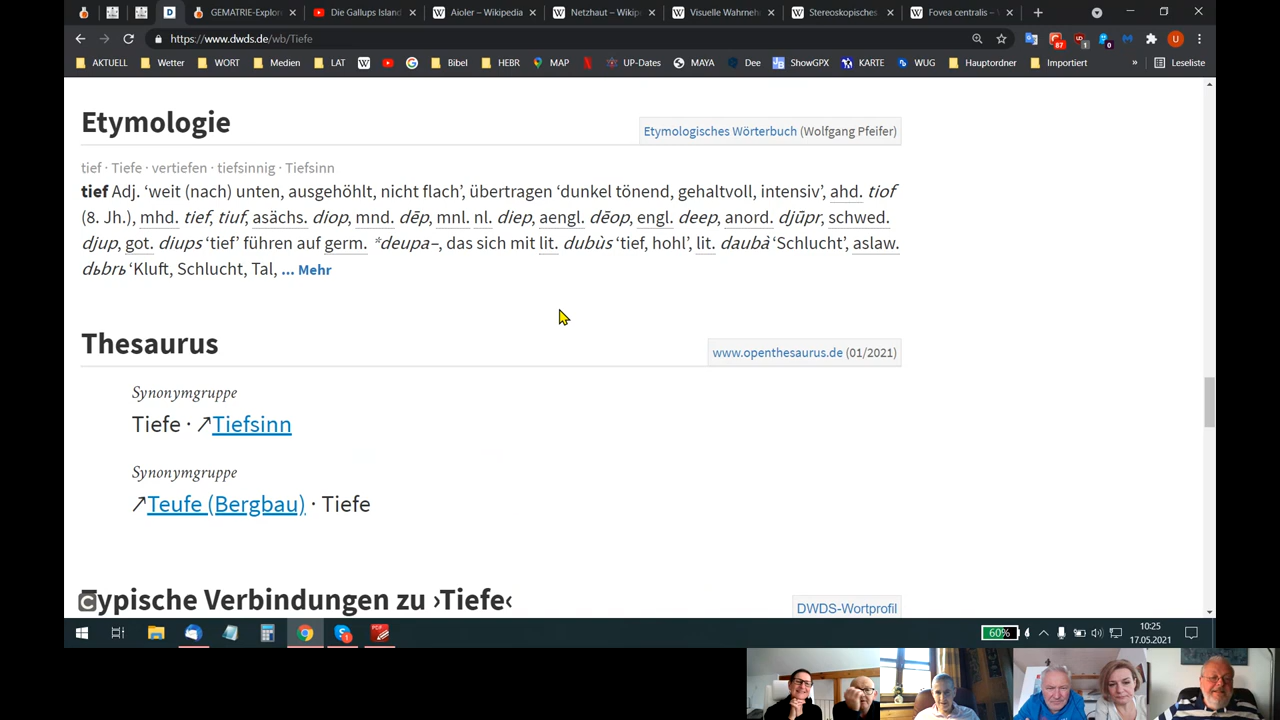 GEMATRIE-Explor
Die Gallups Island
Aioler – Wikipedia
Netzhaut – Wikip
Visuelle Wahrneh
Stereoskopisches
Fovea centralis – V
https://www.dwds.de/wb/Tiefe
AKTUELL Wetter WORT Medien LAT Bibel HEBR MAP UP-Dates MAYA Dee ShowGPX KARTE WUG Hauptordner Importiert » Leseliste
Etymologie
Etymologisches Wörterbuch (Wolfgang Pfeifer)
tief · Tiefe · vertiefen · tiefsinnig · Tiefsinn
tief Adj. ‘weit (nach) unten, ausgehöhlt, nicht flach’, übertragen ‘dunkel tönend, gehaltvoll, intensiv’, ahd. tiof
(8. Jh.), mhd. tief, tiuf, asächs. diop, mnd. dēp, mnl. nl. diep, aengl. dēop, engl. deep, anord. djūpr, schwed.
djup, got. diups ‘tief’ führen auf germ. *deupa–, das sich mit lit. dubùs ‘tief, hohl’, lit. daubà ‘Schlucht’, aslaw.
dъbrь ‘Kluft, Schlucht, Tal, ... Mehr
Thesaurus
www.openthesaurus.de (01/2021)
Synonymgruppe
Tiefe · ↗Tiefsinn
Synonymgruppe
↗Teufe (Bergbau) · Tiefe
Typische Verbindungen zu ›Tiefe‹
DWDS-Wortprofil
60%
10:25
17.05.2021